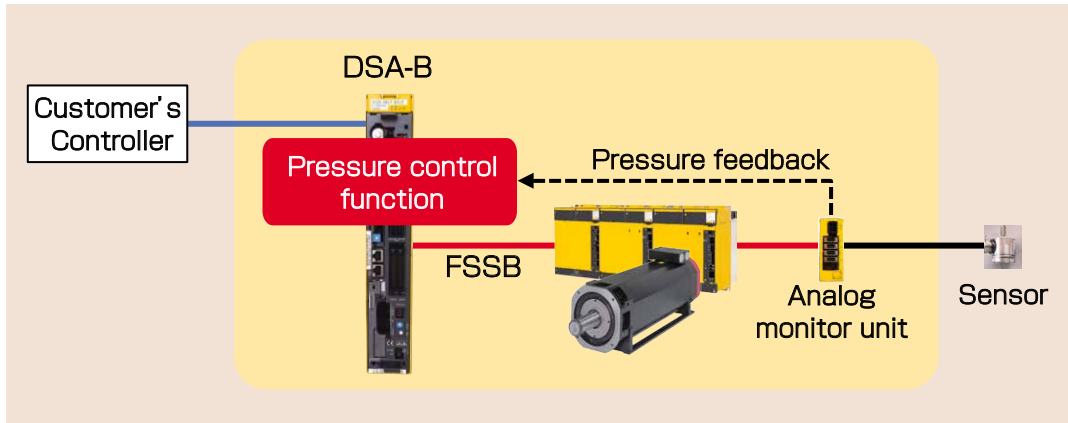 DSA-B
Customer's
Controller
Pressure control
function
Pressure feedback
FSSB
Analog
monitor unit
Sensor